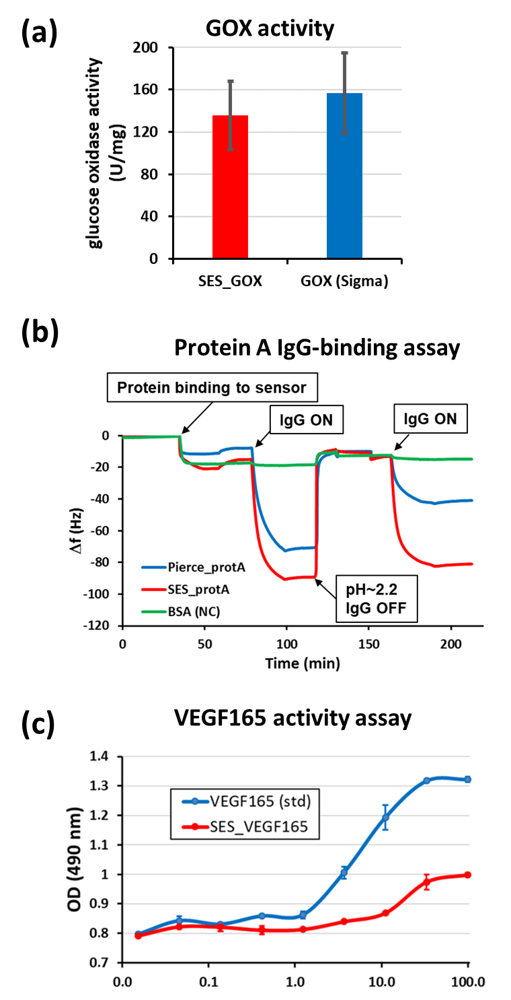 (a)
GOX activity
glucose oxidase activity
(U/mg)
200
160
120
80
40
0
SES_GOX
GOX (Sigma)
(b)
Protein A IgG-binding assay
Protein binding to sensor
IgG ON
IgG ON
Δf (Hz)
0
-20
-40
-60
-80
-100
-120
Pierce_protA
SES_protA
BSA (NC)
pH~2.2
IgG OFF
0
50
100
150
200
Time (min)
(c)
VEGF165 activity assay
OD (490 nm)
1.4
1.3
1.2
1.1
1
0.9
0.8
0.7
VEGF165 (std)
SES_VEGF165
0.0
0.1
1.0
10.0
100.0